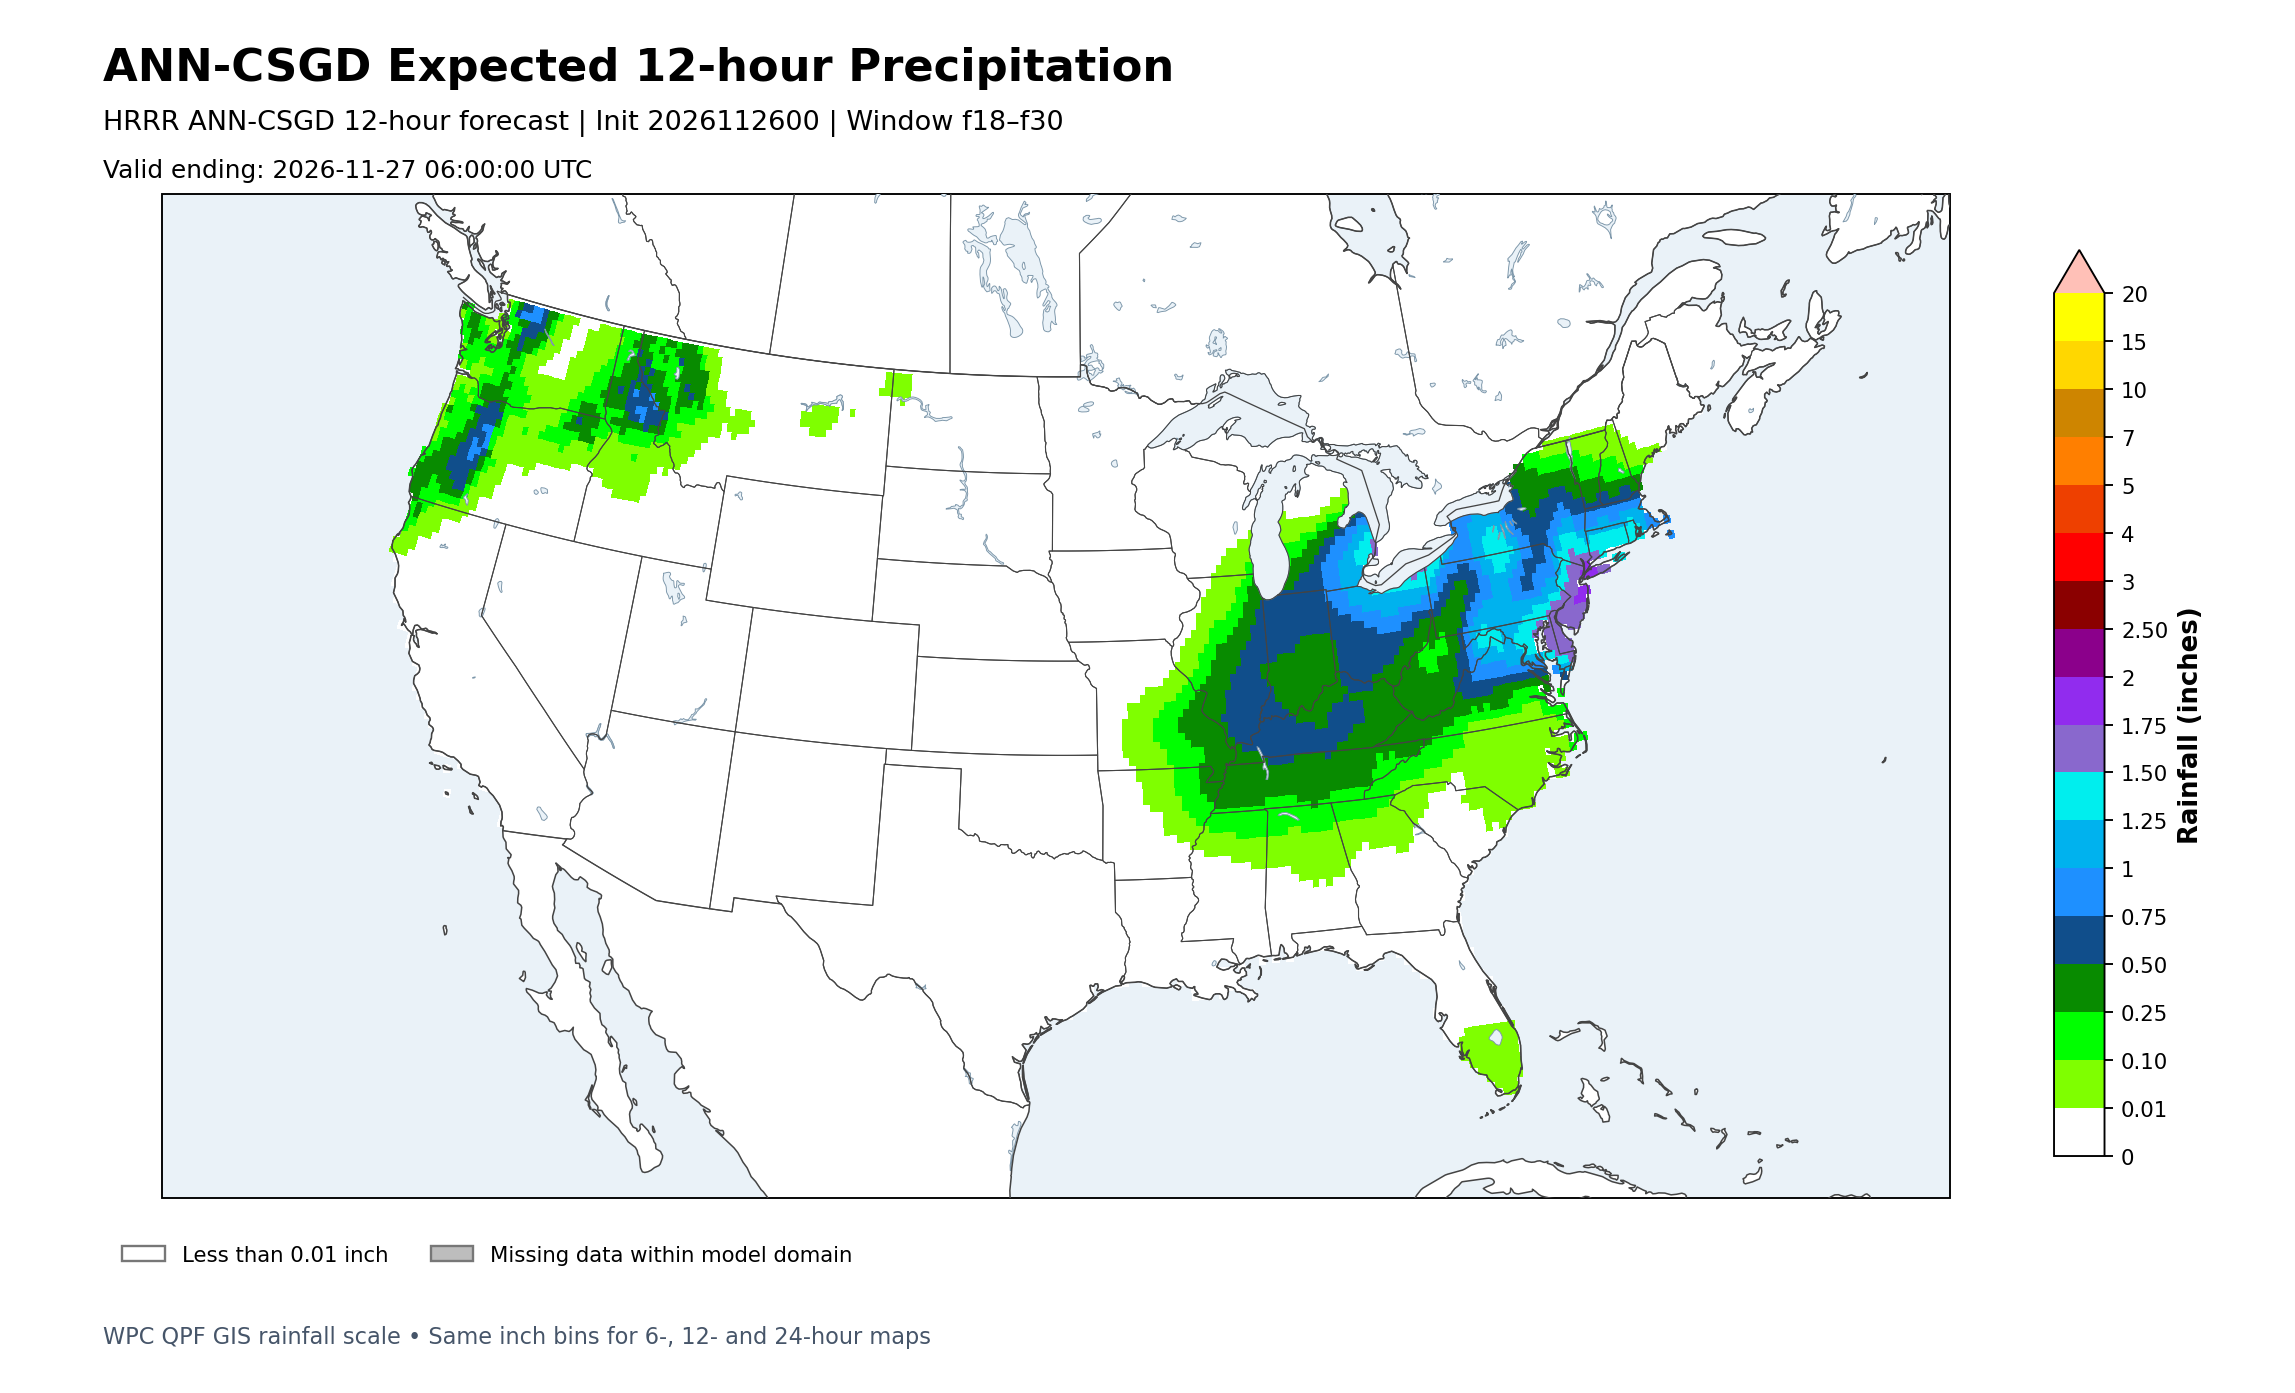 ANN-CSGD Expected 12-hour Precipitation
HRRR ANN-CSGD 12-hour forecast | Init 2026112600 | Window f18–f30
Valid ending: 2026-11-27 06:00:00 UTC
20
15
10
7
5
4
3
2.50
2
1.75
1.50
1.25
1
0.75
0.50
0.25
0.10
0.01
0
Rainfall (inches)
Less than 0.01 inch
Missing data within model domain
WPC QPF GIS rainfall scale • Same inch bins for 6-, 12- and 24-hour maps